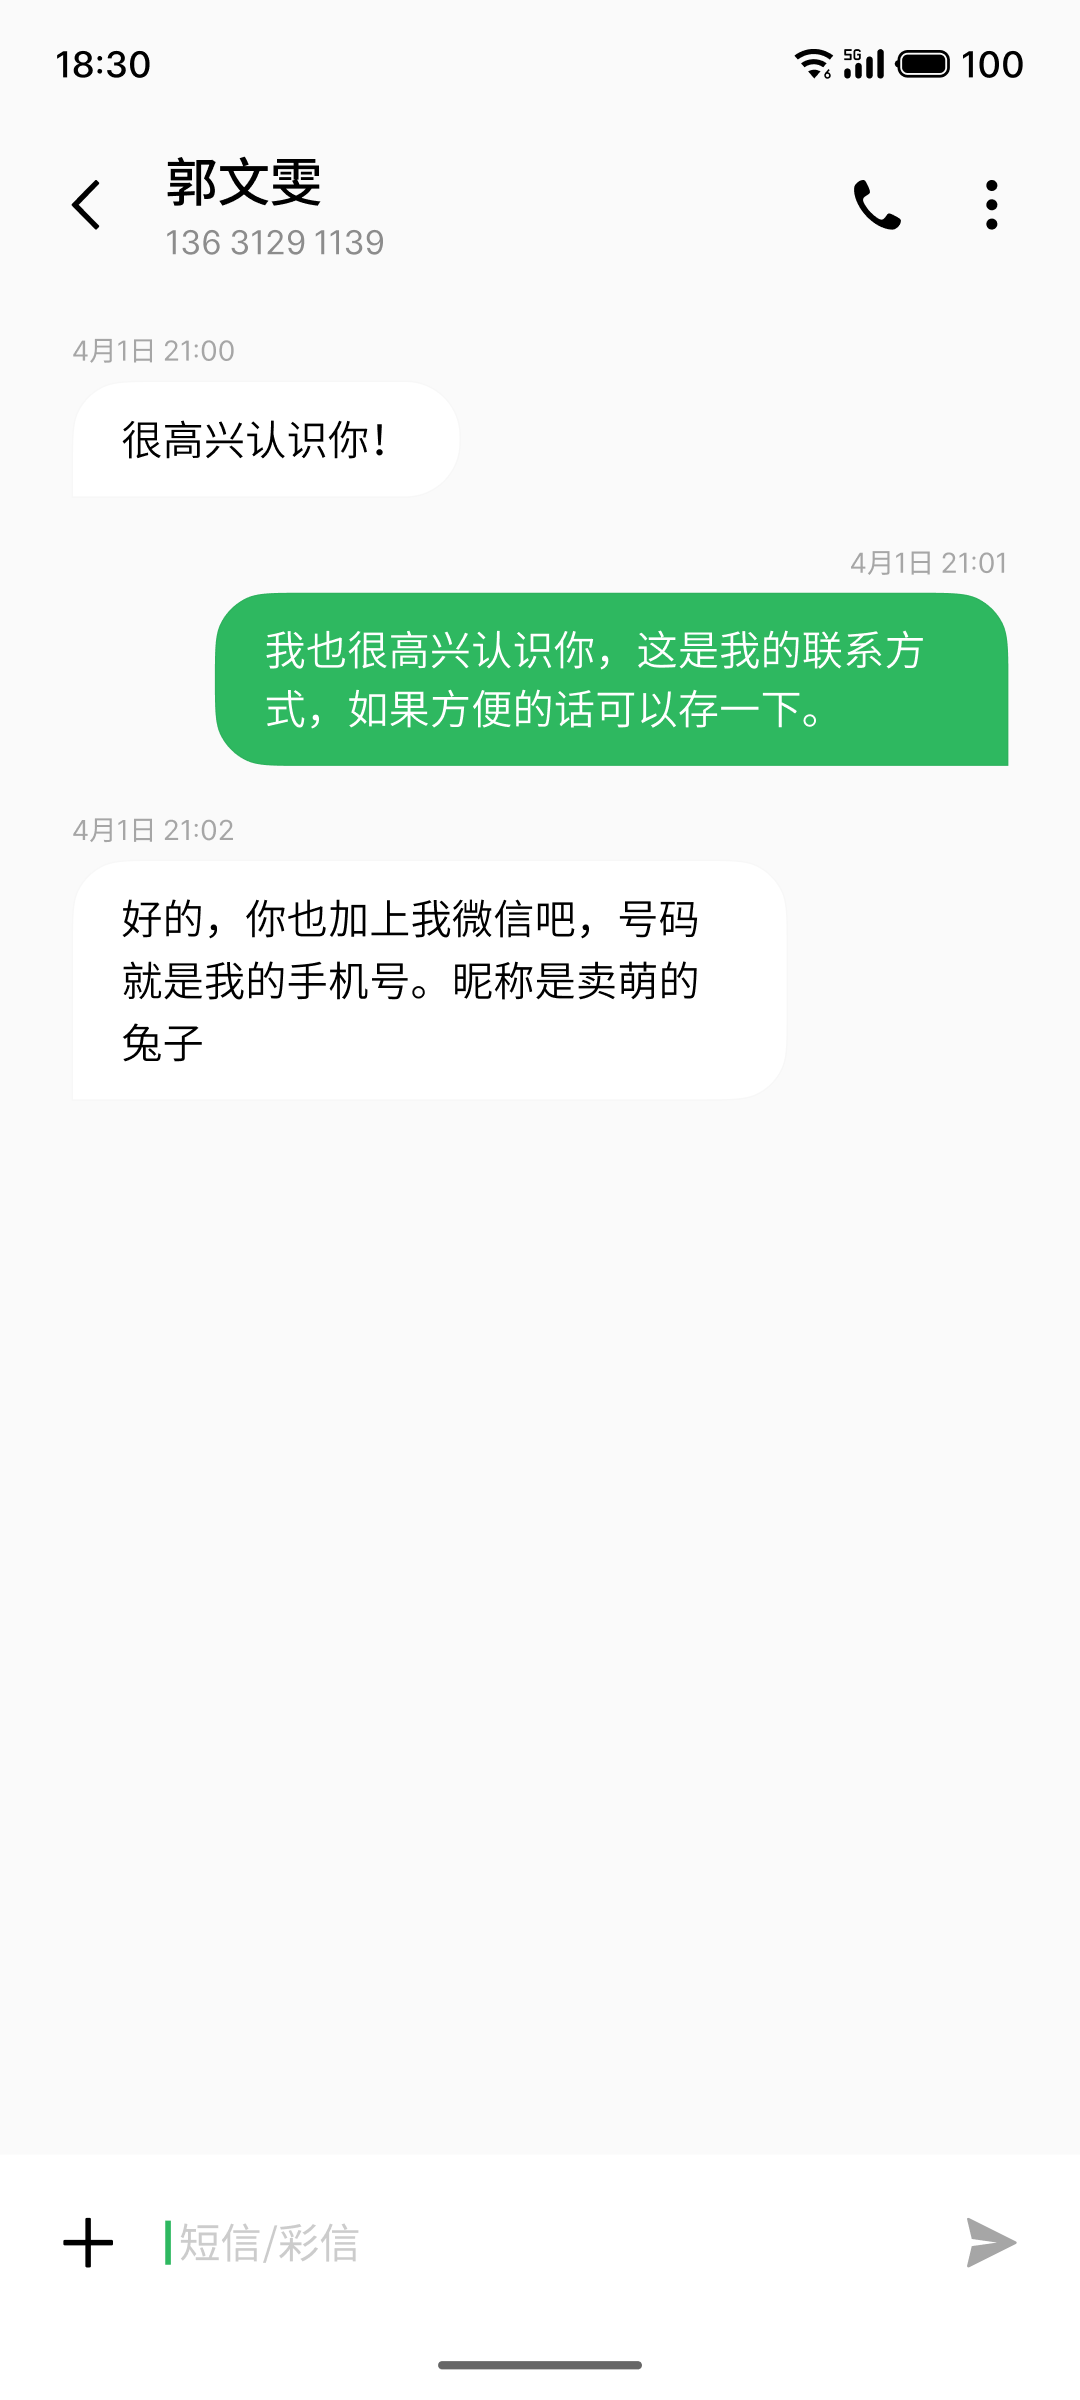 18:30
6 5G 100
郭文雯
136 3129 1139
4月1日 21:00
很高兴认识你！
4月1日 21:01
我也很高兴认识你，这是我的联系方
式，如果方便的话可以存一下。
4月1日 21:02
好的，你也加上我微信吧，号码
就是我的手机号。昵称是卖萌的
兔子
短信/彩信